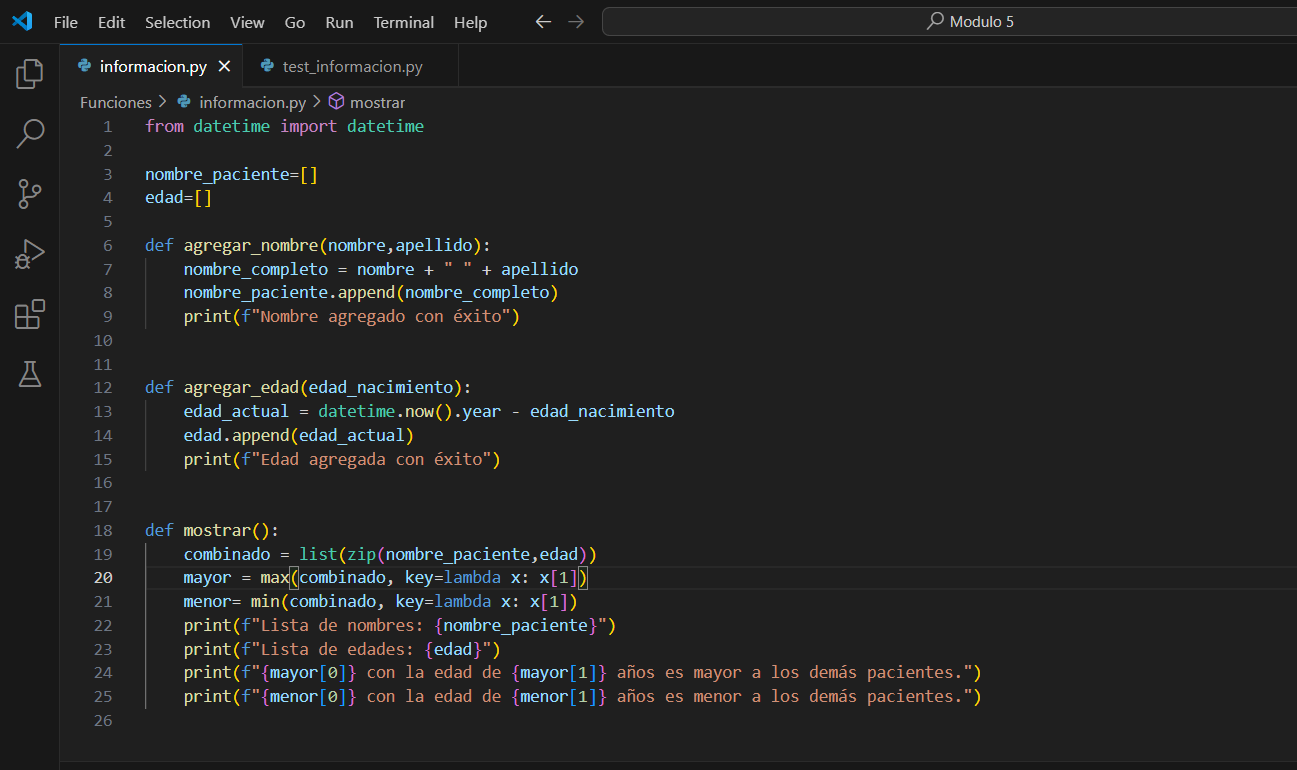 File Edit Selection View Go Run Terminal Help Modulo 5
informacion.py test_informacion.py
Funciones > informacion.py > mostrar
1 from datetime import datetime
2
3 nombre_paciente=[]
4 edad=[]
5
6 def agregar_nombre(nombre,apellido):
7     nombre_completo = nombre + " " + apellido
8     nombre_paciente.append(nombre_completo)
9     print(f"Nombre agregado con éxito")
10
11
12 def agregar_edad(edad_nacimiento):
13     edad_actual = datetime.now().year - edad_nacimiento
14     edad.append(edad_actual)
15     print(f"Edad agregada con éxito")
16
17
18 def mostrar():
19     combinado = list(zip(nombre_paciente,edad))
20     mayor = max(combinado, key=lambda x: x[1])
21     menor= min(combinado, key=lambda x: x[1])
22     print(f"Lista de nombres: {nombre_paciente}")
23     print(f"Lista de edades: {edad}")
24     print(f"{mayor[0]} con la edad de {mayor[1]} años es mayor a los demás pacientes.")
25     print(f"{menor[0]} con la edad de {menor[1]} años es menor a los demás pacientes.")
26